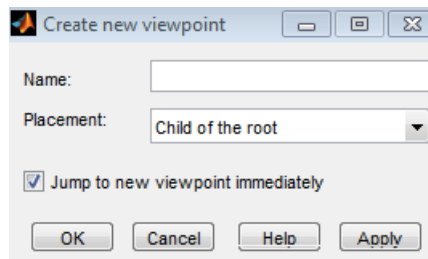 Create new viewpoint
Name:
Placement:
Child of the root
Jump to new viewpoint immediately
OK Cancel Help Apply